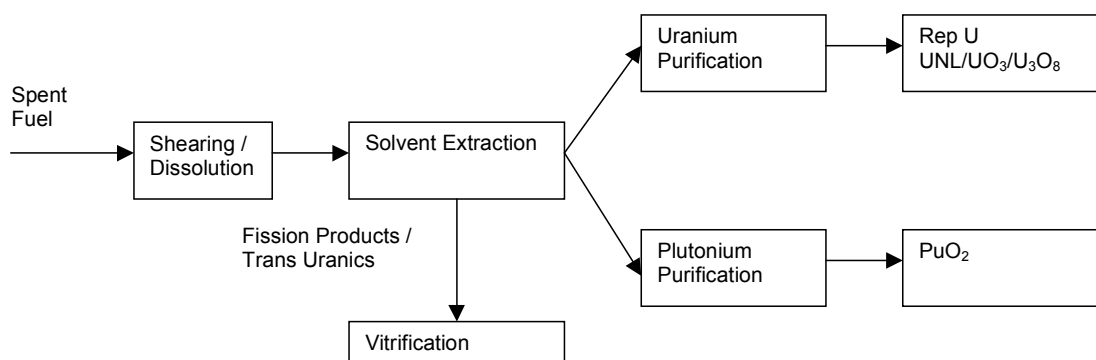 Spent
Fuel
Shearing /
Dissolution
Solvent Extraction
Uranium
Purification
Rep U
UNL/UO₃/U₃O₈
Fission Products /
Trans Uranics
Plutonium
Purification
PuO₂
Vitrification